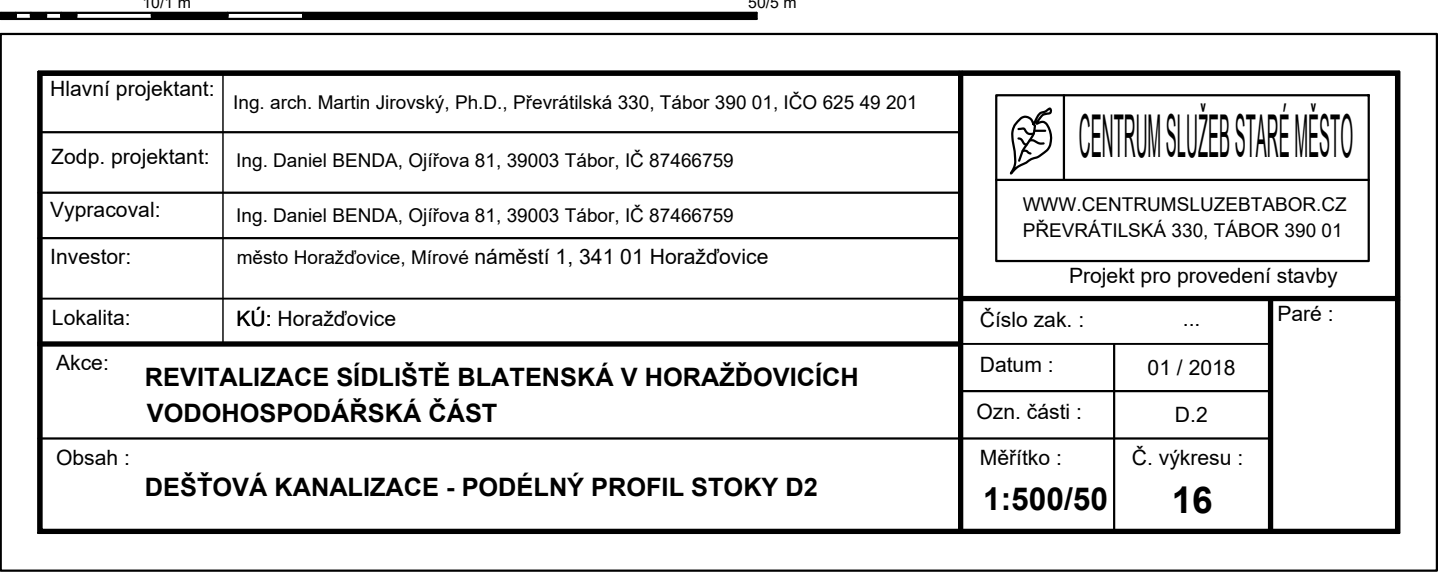 10/1 m 50/5 m
Hlavní projektant: Ing. arch. Martin Jirovský, Ph.D., Převrátilská 330, Tábor 390 01, IČO 625 49 201
Zodp. projektant: Ing. Daniel BENDA, Ojířova 81, 39003 Tábor, IČ 87466759
Vypracoval: Ing. Daniel BENDA, Ojířova 81, 39003 Tábor, IČ 87466759
Investor: město Horažďovice, Mírové náměstí 1, 341 01 Horažďovice
Lokalita: KÚ: Horažďovice
Akce: REVITALIZACE SÍDLIŠTĚ BLATENSKÁ V HORAŽĎOVICÍCH
VODOHOSPODÁŘSKÁ ČÁST
Obsah : DEŠŤOVÁ KANALIZACE - PODÉLNÝ PROFIL STOKY D2
CENTRUM SLUŽEB STARÉ MĚSTO
WWW.CENTRUMSLUZEBTABOR.CZ
PŘEVRÁTILSKÁ 330, TÁBOR 390 01
Projekt pro provedení stavby
Číslo zak. : ... Paré :
Datum : 01 / 2018
Ozn. části : D.2
Měřítko : Č. výkresu :
1:500/50 16